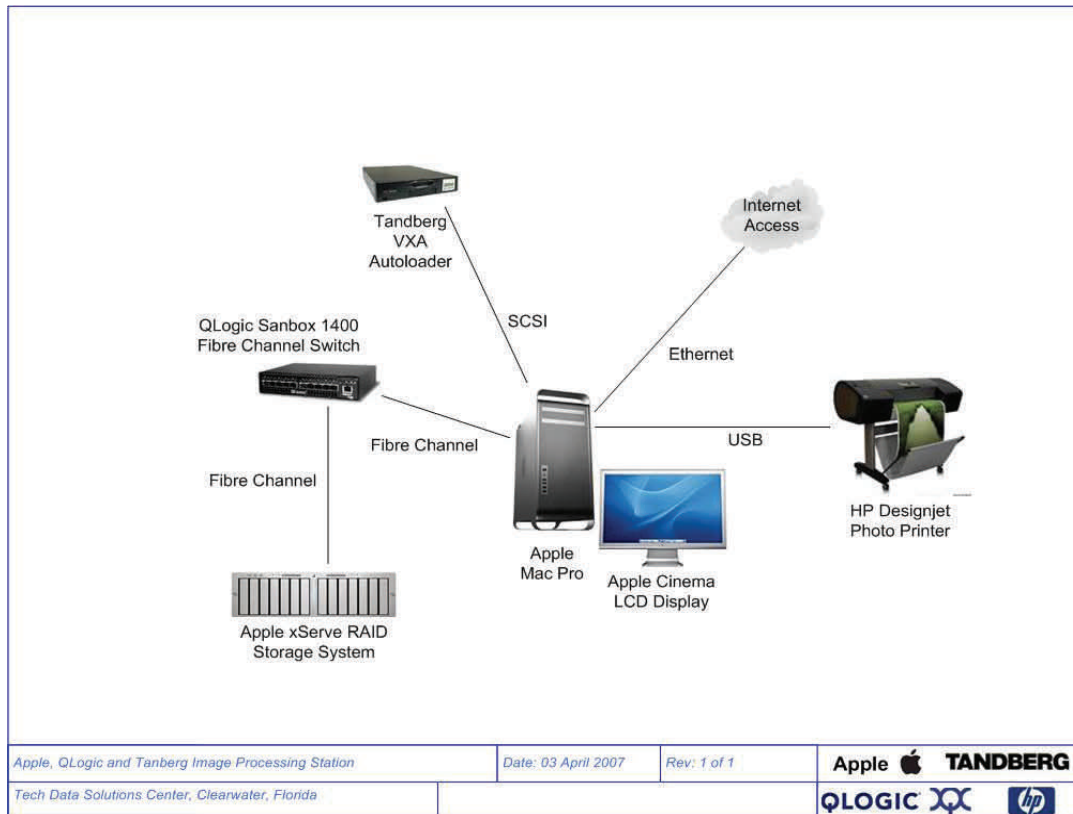 Tandberg
VXA
Autoloader
Internet
Access
SCSI
QLogic Sanbox 1400
Fibre Channel Switch
Ethernet
Fibre Channel
USB
Fibre Channel
HP Designjet
Photo Printer
Apple
Mac Pro
Apple Cinema
LCD Display
Apple xServe RAID
Storage System
Apple, QLogic and Tanberg Image Processing Station
Date: 03 April 2007
Rev: 1 of 1
Apple
TANDBERG
Tech Data Solutions Center, Clearwater, Florida
QLOGIC
hp